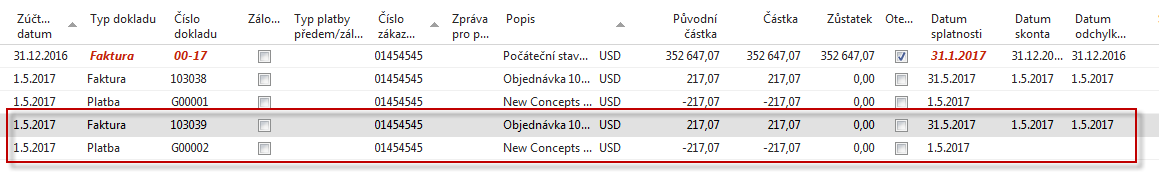 Zúčt... datum Typ dokladu Číslo dokladu Zálo... Typ platby předem/zál... Číslo zákaz... Zpráva pro p... Popis Původní částka Částka Zůstatek Ote... Datum splatnosti Datum skonta Datum odchylk...
31.12.2016 Faktura 00-17 01454545 Počáteční stav... USD 352 647,07 352 647,07 352 647,07 31.1.2017 31.12.20... 31.12.2016
1.5.2017 Faktura 103038 01454545 Objednávka 10... USD 217,07 217,07 0,00 31.5.2017 1.5.2017 1.5.2017
1.5.2017 Platba G00001 01454545 New Concepts ... USD -217,07 -217,07 0,00 1.5.2017
1.5.2017 Faktura 103039 01454545 Objednávka 10... USD 217,07 217,07 0,00 31.5.2017 1.5.2017 1.5.2017
1.5.2017 Platba G00002 01454545 New Concepts ... USD -217,07 -217,07 0,00 1.5.2017